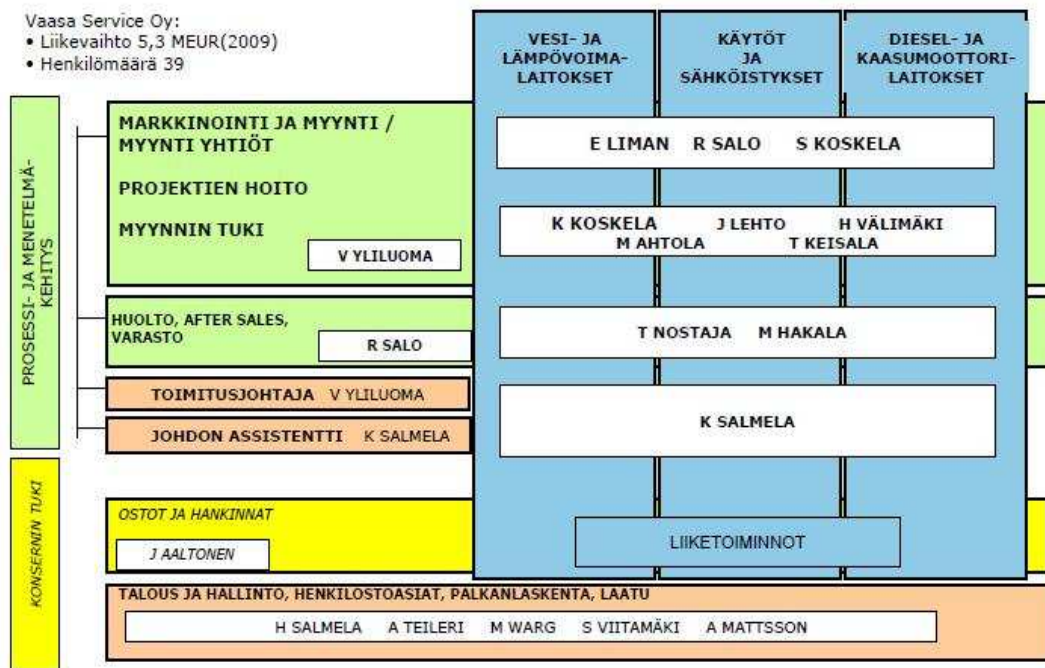 Vaasa Service Oy:
• Liikevaihto 5,3 MEUR(2009)
• Henkilömäärä 39
VESI- JA
LÄMPÖVOIMA-
LAITOKSET
KÄYTÖT
JA
SÄHKÖISTYKSET
DIESEL- JA
KAASUMOOTTORI-
LAITOKSET
PROSESSI- JA MENETELMÄ-
KEHITYS
MARKKINOINTI JA MYYNTI /
MYYNTI YHTIÖT
PROJEKTIEN HOITO
MYYNNIN TUKI
V YLILUOMA
E LIMAN R SALO S KOSKELA
K KOSKELA J LEHTO H VÄLIMÄKI
M AHTOLA T KEISALA
HUOLTO, AFTER SALES,
VARASTO
R SALO
T NOSTAJA M HAKALA
TOIMITUSJOHTAJA V YLILUOMA
JOHDON ASSISTENTTI K SALMELA
K SALMELA
KONSERNIN TUKI
OSTOT JA HANKINNAT
J AALTONEN
LIIKETOIMINNOT
TALOUS JA HALLINTO, HENKILOSTOASIAT, PALKANLASKENTA, LAATU
H SALMELA A TEILERI M WARG S VIITAMÄKI A MATTSSON